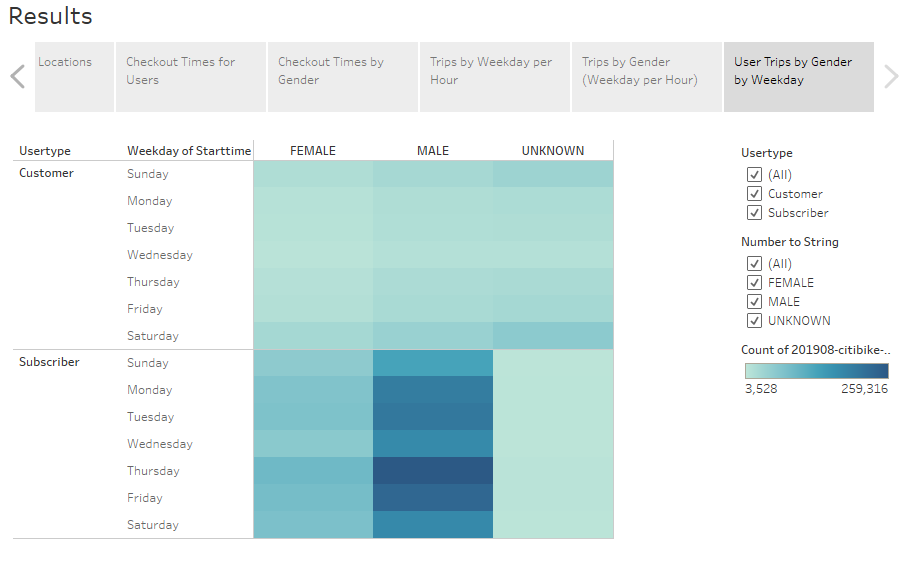 Results
Locations
Checkout Times for
Users
Checkout Times by
Gender
Trips by Weekday per
Hour
Trips by Gender
(Weekday per Hour)
User Trips by Gender
by Weekday
Usertype Weekday of Starttime FEMALE MALE UNKNOWN
Customer Sunday
Monday
Tuesday
Wednesday
Thursday
Friday
Saturday
Subscriber Sunday
Monday
Tuesday
Wednesday
Thursday
Friday
Saturday
Usertype
(All)
Customer
Subscriber
Number to String
(All)
FEMALE
MALE
UNKNOWN
Count of 201908-citibike-..
3,528 259,316